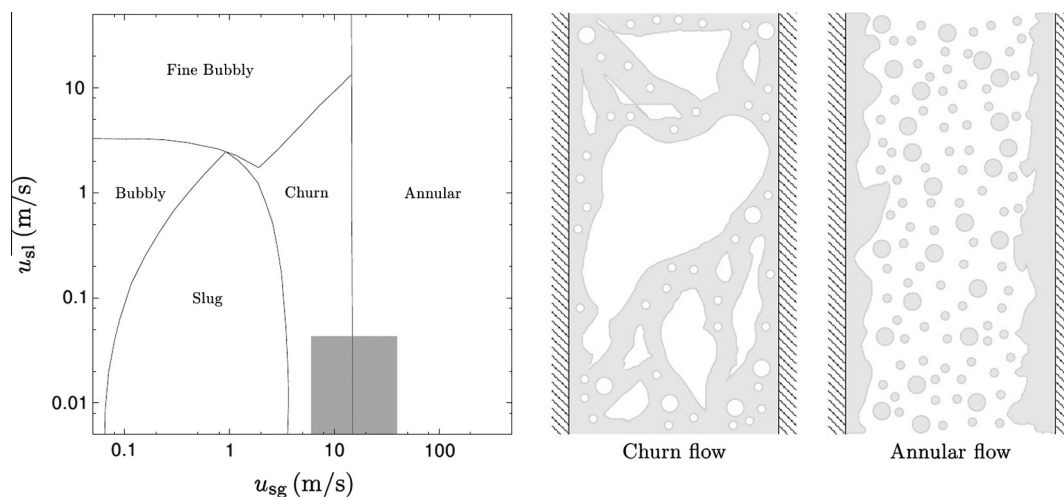 Fine Bubbly
Bubbly
Churn
Annular
Slug
10
1
0.1
0.01
u_sl (m/s)
0.1
1
10
100
u_sg (m/s)
Churn flow
Annular flow